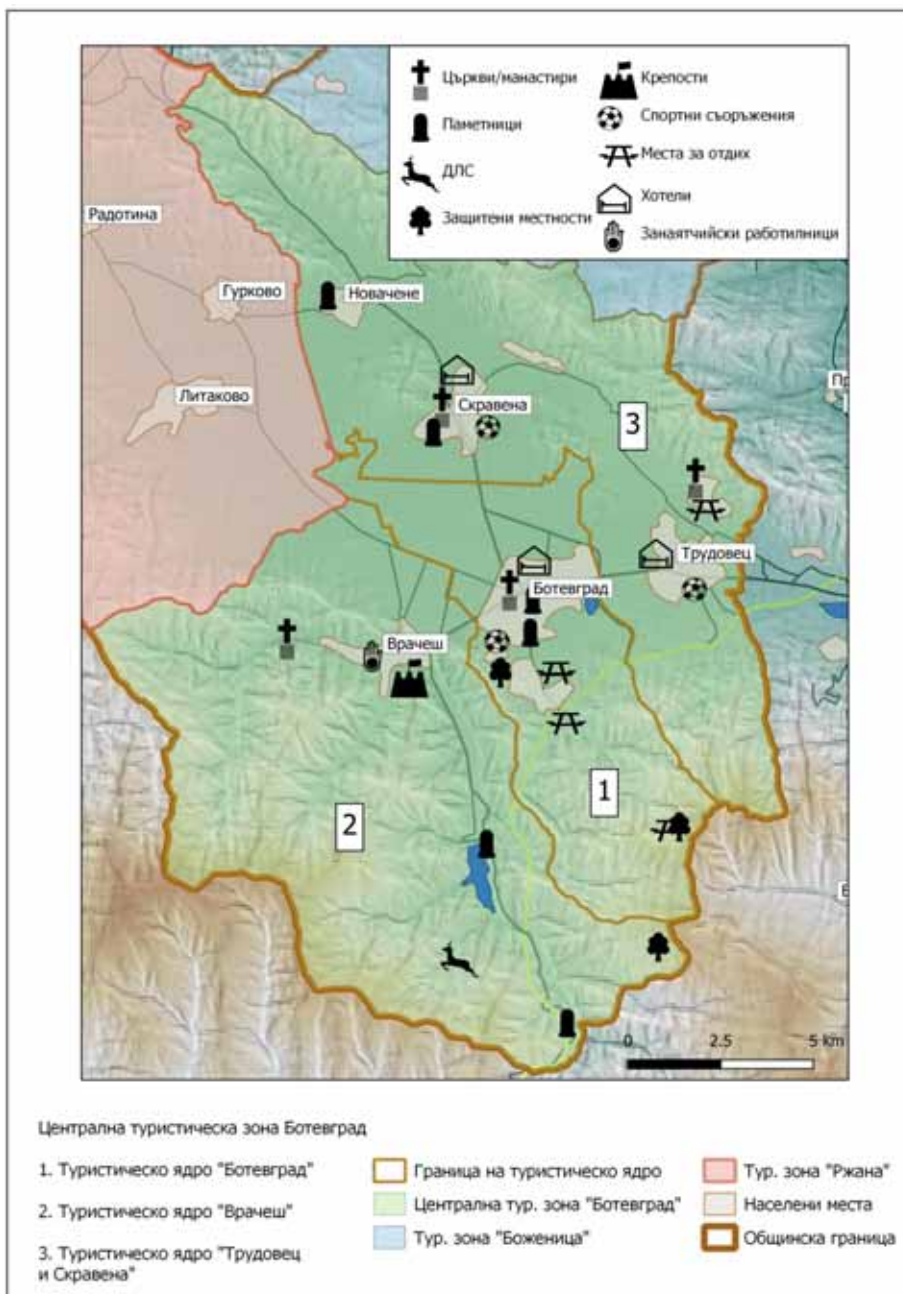 Църкви/манастири
Паметници
ДЛС
Защитени местности
Крепости
Спортни съоръжения
Места за отдих
Хотели
Занаятчийски работилници
Радотина
Гурково
Новачене
Литаково
Скравена
Пр
3
Трудовец
Ботевград
Врачеш
1
2
0 2.5 5 km
Централна туристическа зона Ботевград
1. Туристическо ядро "Ботевград"
2. Туристическо ядро "Врачеш"
3. Туристическо ядро "Трудовец
и Скравена"
Граница на туристическо ядро
Централна тур. зона "Ботевград"
Тур. зона "Боженица"
Тур. зона "Ржана"
Населени места
Общинска граница